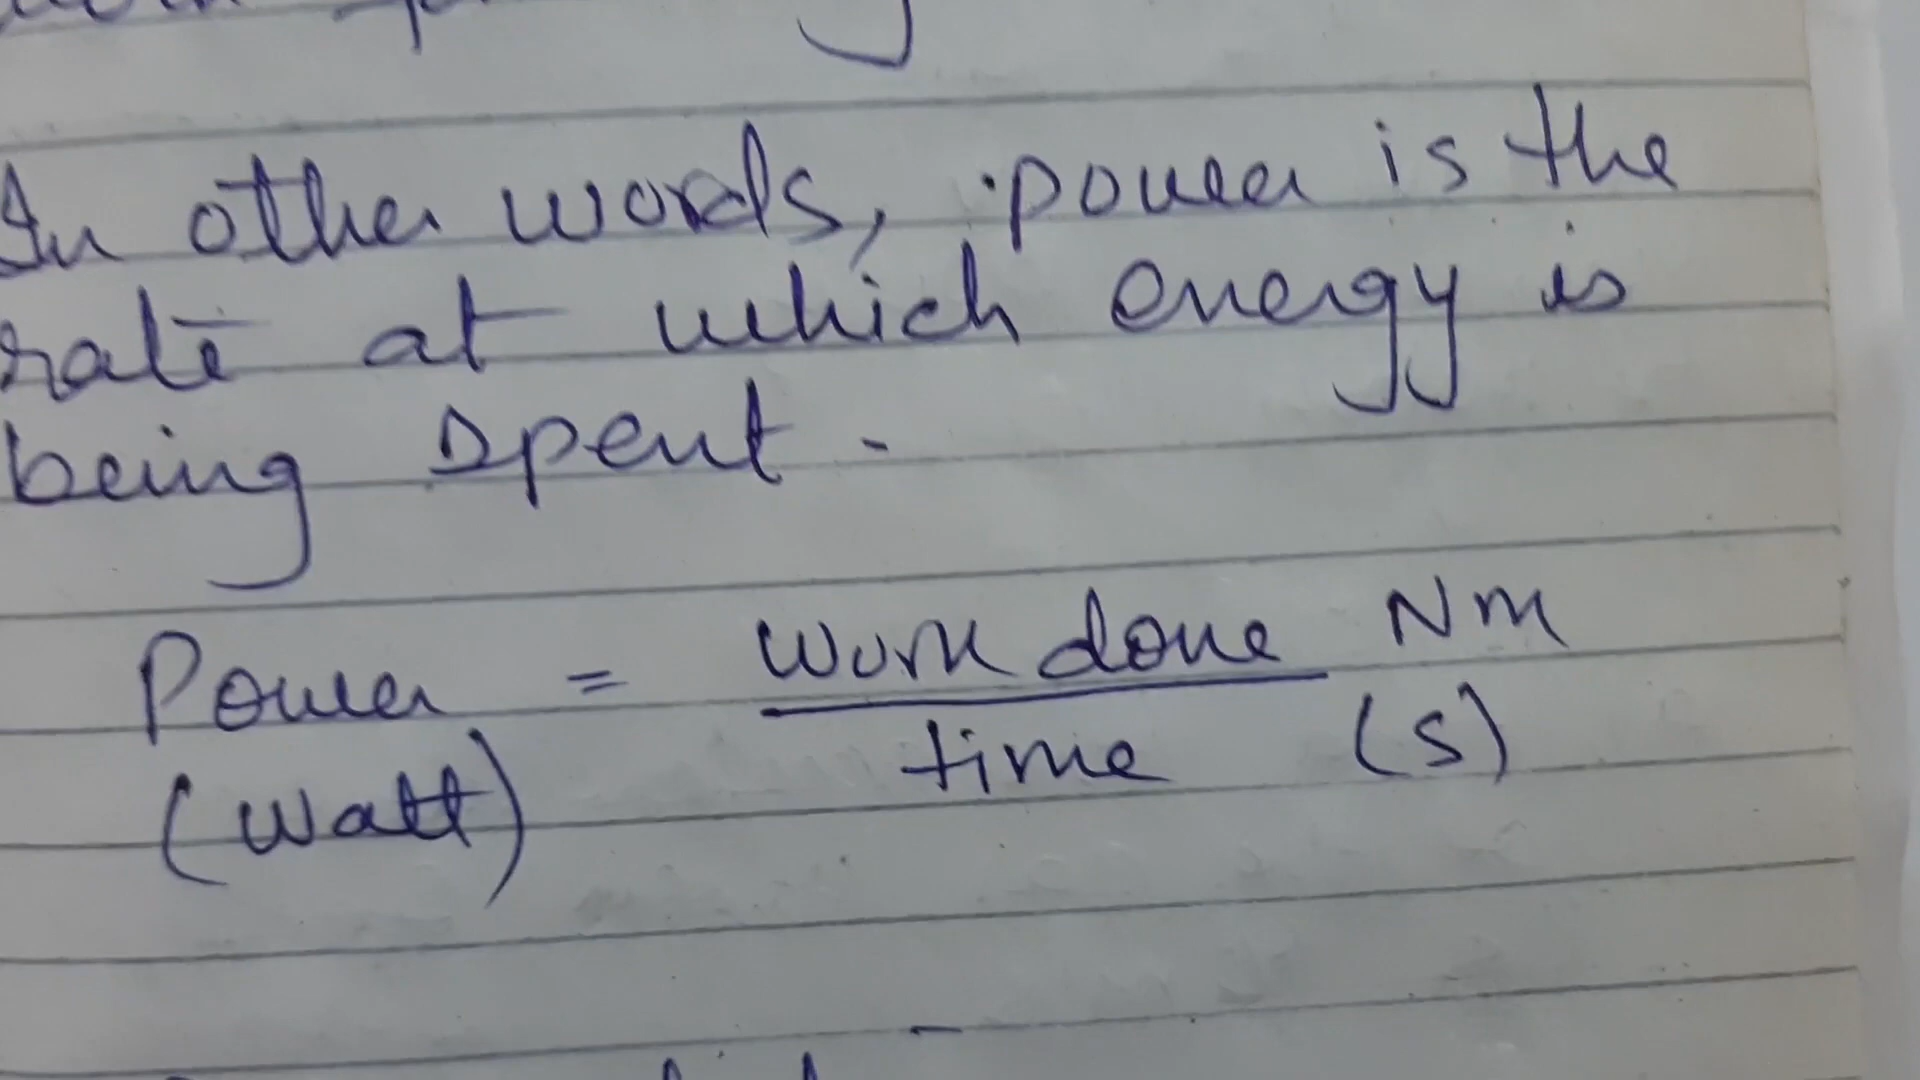 In other words, power is the
rate at which energy is
being spent.
Power = Work done Nm
(Watt) time (s)